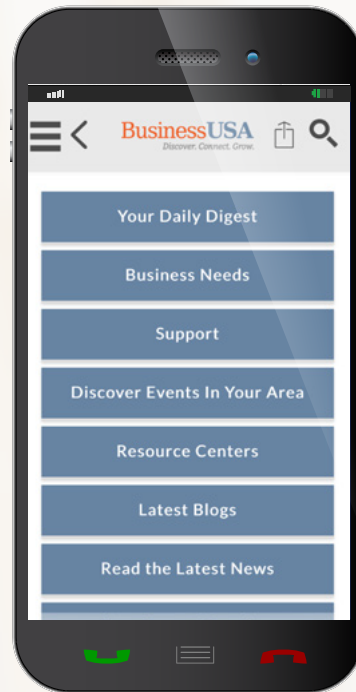 BusinessUSA
Discover. Connect. Grow.
Your Daily Digest
Business Needs
Support
Discover Events In Your Area
Resource Centers
Latest Blogs
Read the Latest News